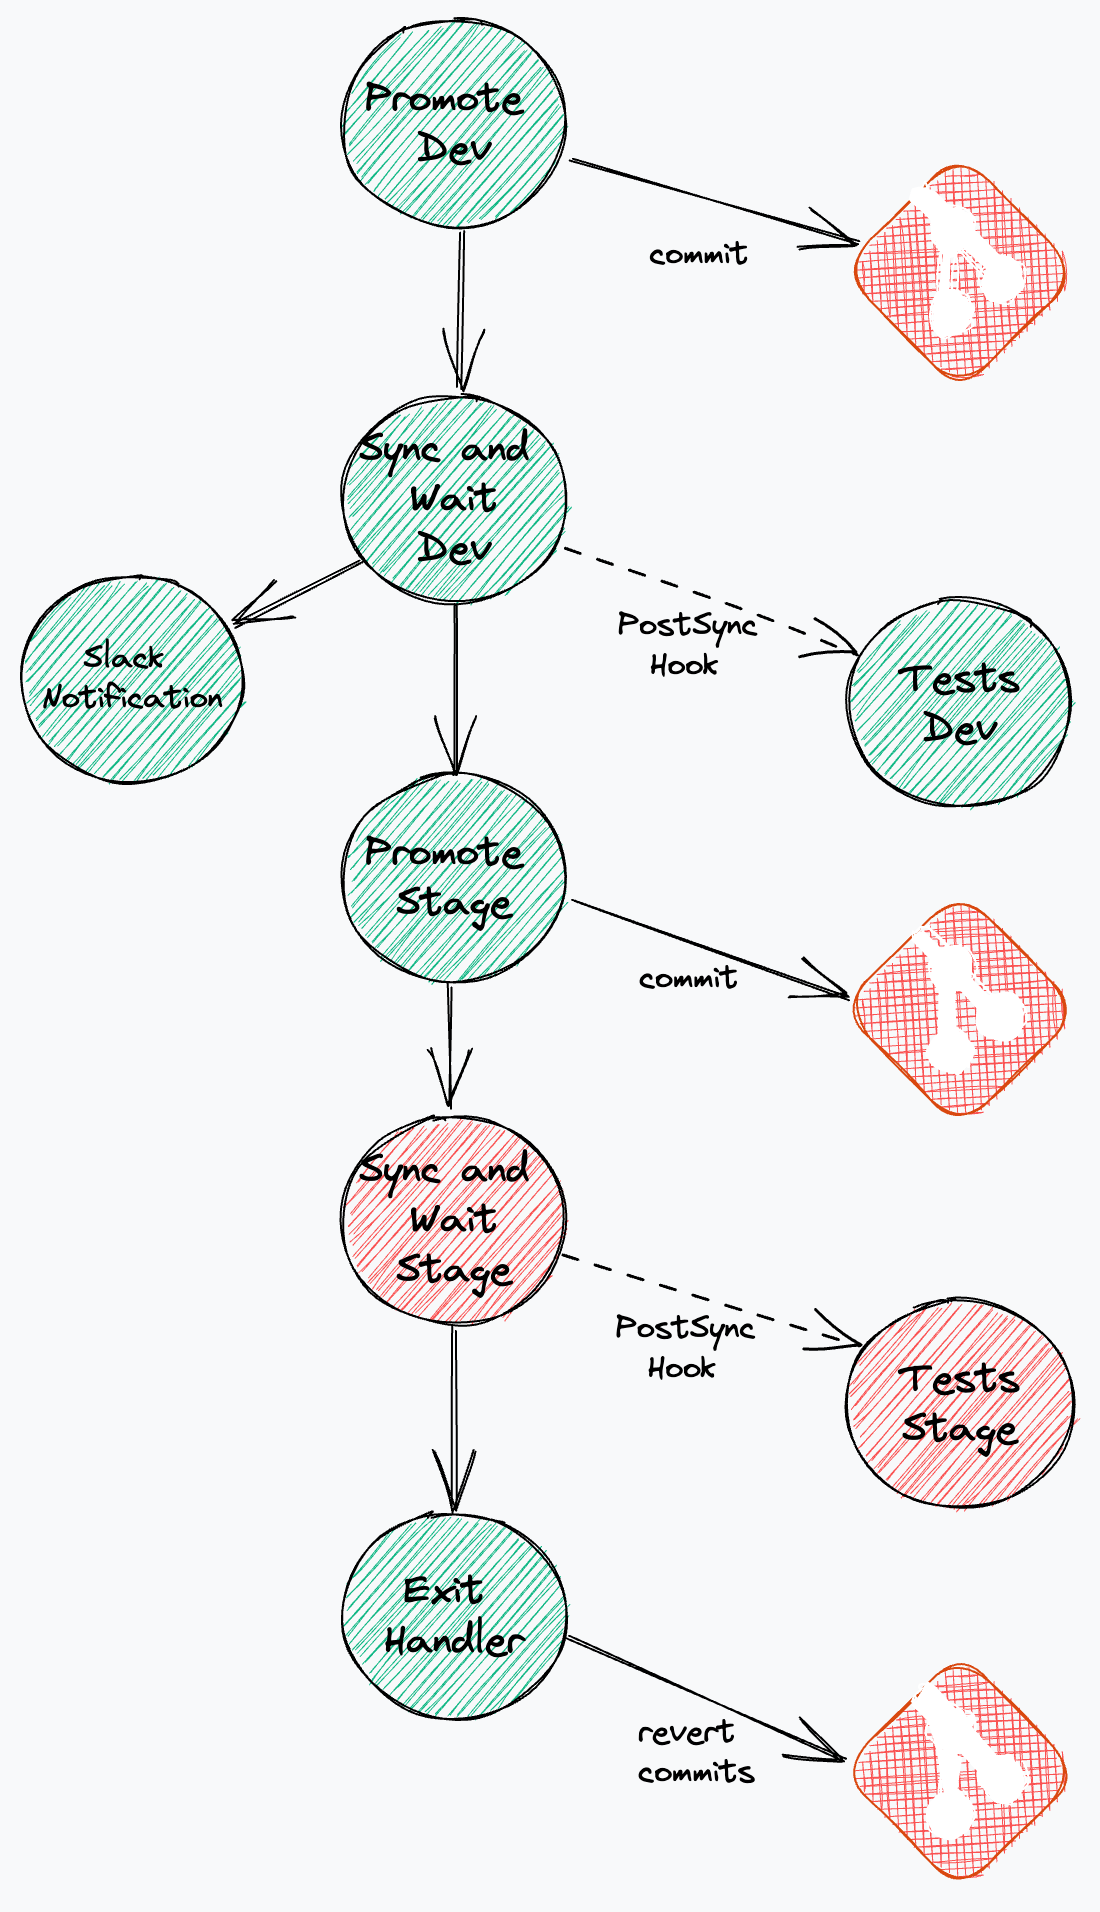 Promote
Dev
commit
Sync and
Wait
Dev
PostSync
Hook
Slack
Notification
Tests
Dev
Promote
Stage
commit
Sync and
Wait
Stage
PostSync
Hook
Tests
Stage
Exit
Handler
revert
commits